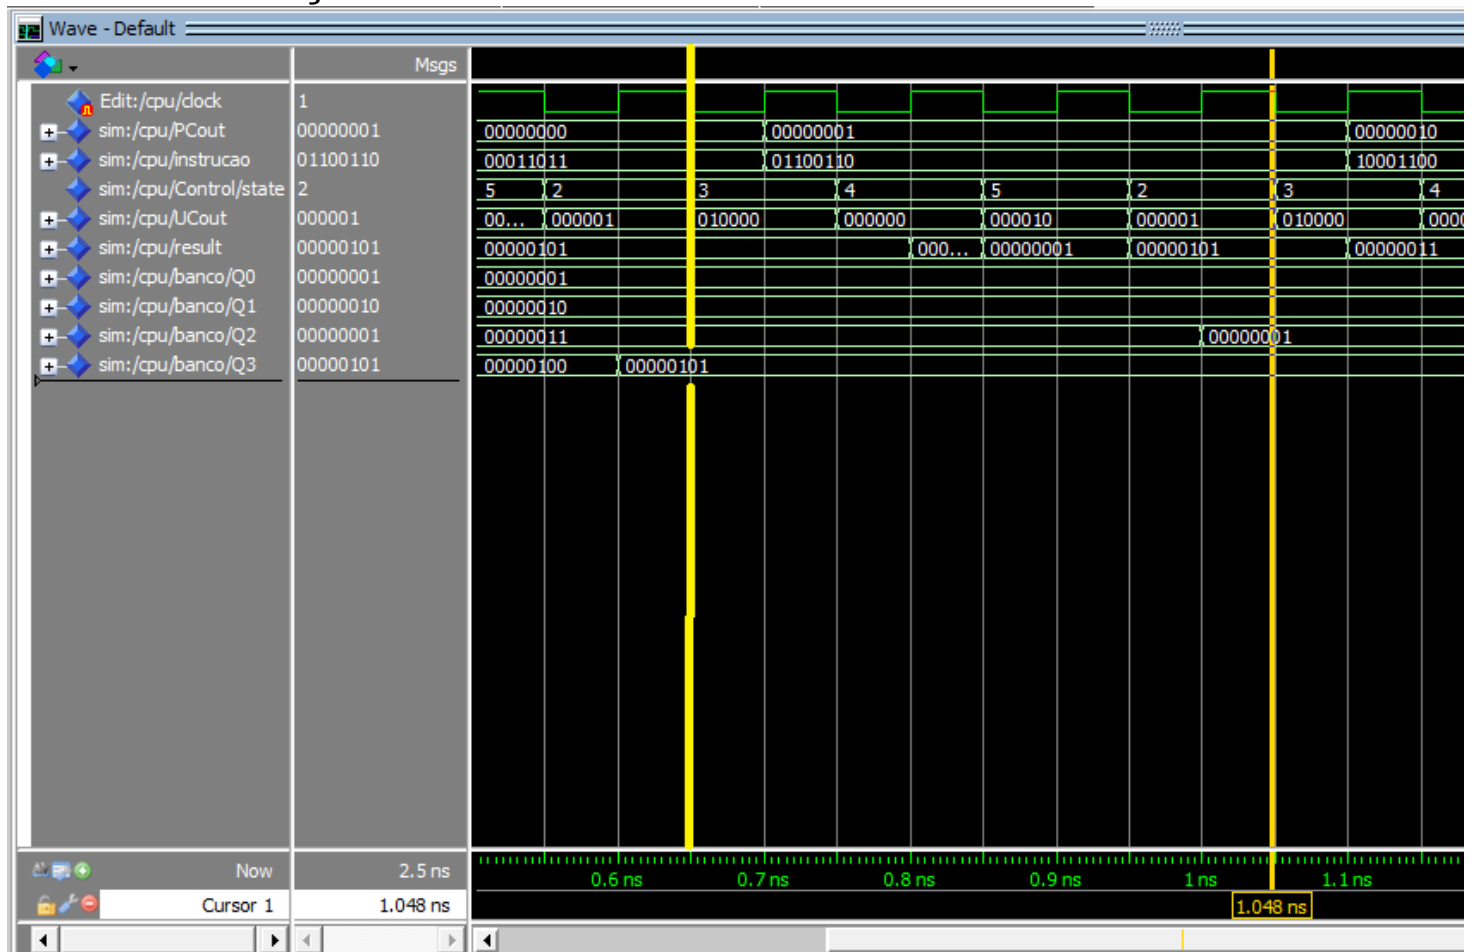 Wave - Default
Msgs
Edit:/cpu/clock 1
sim:/cpu/PCout 00000001 00000000 00000001 00000010
sim:/cpu/instrucao 01100110 00011011 01100110 10001100
sim:/cpu/Control/state 2 5 2 3 4 5 2 3 4
sim:/cpu/UCout 000001 00... 000001 010000 000000 000010 000001 010000 0000
sim:/cpu/result 00000101 00000101 000... 00000001 00000101 00000011
sim:/cpu/banco/Q0 00000001 00000001
sim:/cpu/banco/Q1 00000010 00000010
sim:/cpu/banco/Q2 00000001 00000011 00000001
sim:/cpu/banco/Q3 00000101 00000100 00000101
Now 2.5 ns 0.6 ns 0.7 ns 0.8 ns 0.9 ns 1 ns 1.1 ns
Cursor 1 1.048 ns 1.048 ns